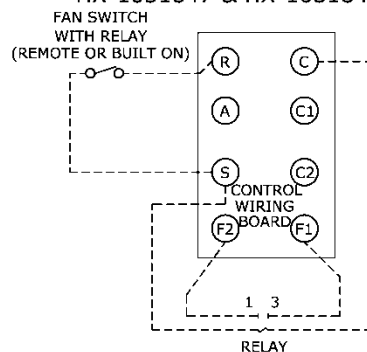 FAN SWITCH
WITH RELAY
(REMOTE OR BUILT ON)
R
C
A
C1
S
C2
CONTROL
WIRING
BOARD
F2
F1
1 3
RELAY